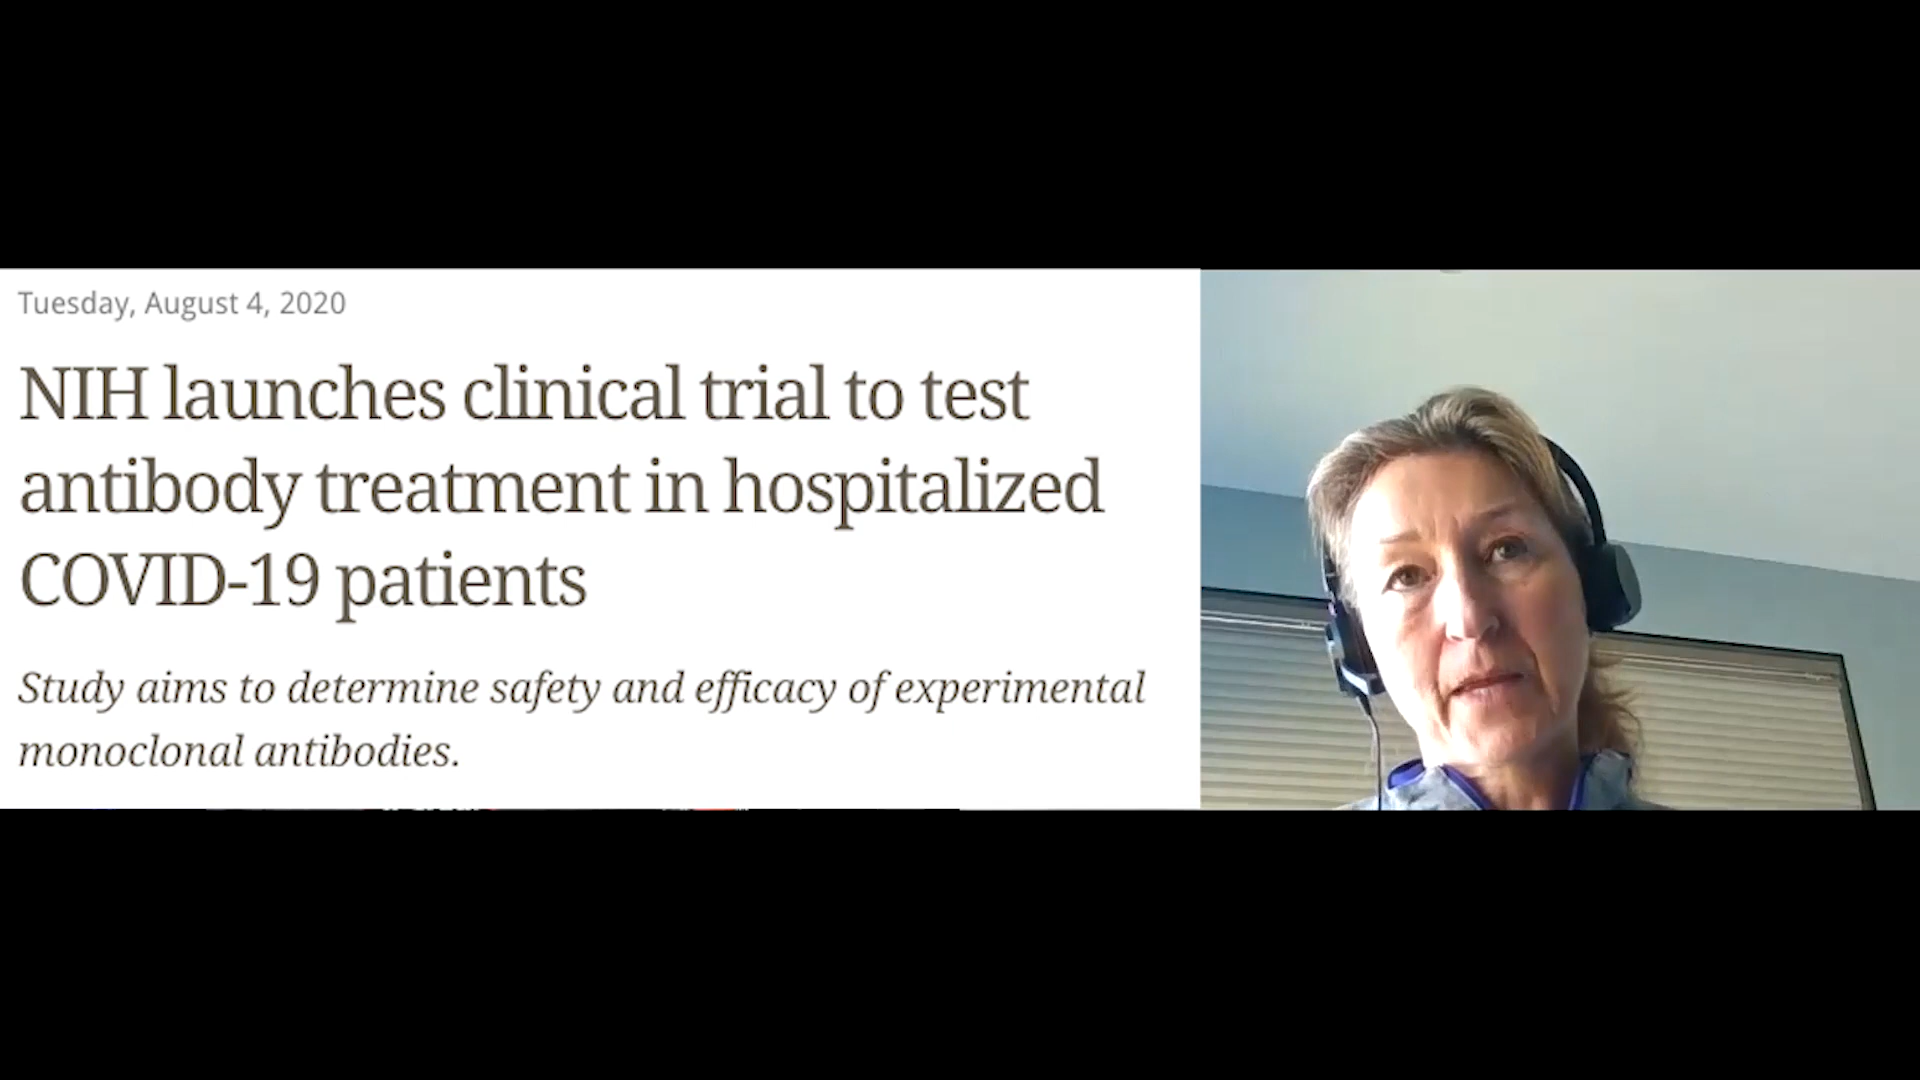 Tuesday, August 4, 2020
NIH launches clinical trial to test
antibody treatment in hospitalized
COVID-19 patients
Study aims to determine safety and efficacy of experimental
monoclonal antibodies.